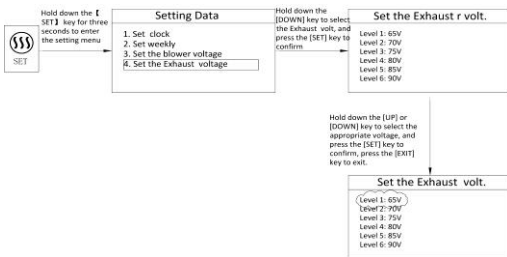 Hold down the【
SET】 key for three
seconds to enter
the setting menu
SET
Setting Data
1. Set  clock
2. Set weekly
3. Set the blower voltage
4. Set the Exhaust  voltage
Hold down the
[DOWN] key to select
the Exhaust  volt, and
press the [SET] key to
confirm
Set the Exhaust r volt.
Level 1: 65V
Level 2: 70V
Level 3: 75V
Level 4: 80V
Level 5: 85V
Level 6: 90V
Hold down the [UP] or
[DOWN] key to select the
appropriate voltage, and
press the [SET] key to
confirm, press the [EXIT]
key to exit.
Set the Exhaust  volt.
Level 1: 65V
Level 2: 70V
Level 3: 75V
Level 4: 80V
Level 5: 85V
Level 6: 90V